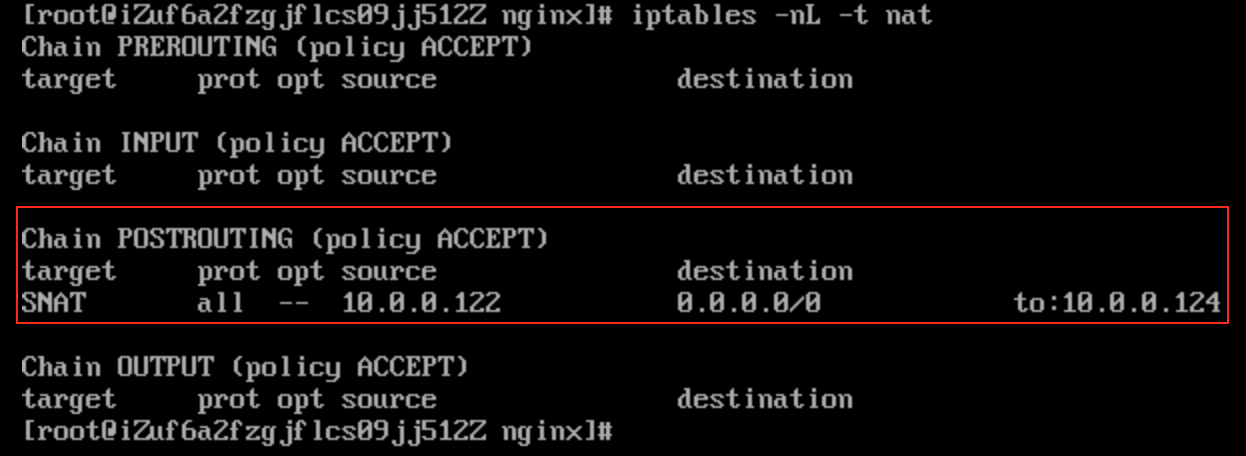 [root@iZuf6a2fzgjflcs09jj512Z nginx]# iptables -nL -t nat
Chain PREROUTING (policy ACCEPT)
target prot opt source destination
Chain INPUT (policy ACCEPT)
target prot opt source destination
Chain POSTROUTING (policy ACCEPT)
target prot opt source destination
SNAT all -- 10.0.0.122 0.0.0.0/0 to:10.0.0.124
Chain OUTPUT (policy ACCEPT)
target prot opt source destination
[root@iZuf6a2fzgjflcs09jj512Z nginx]#